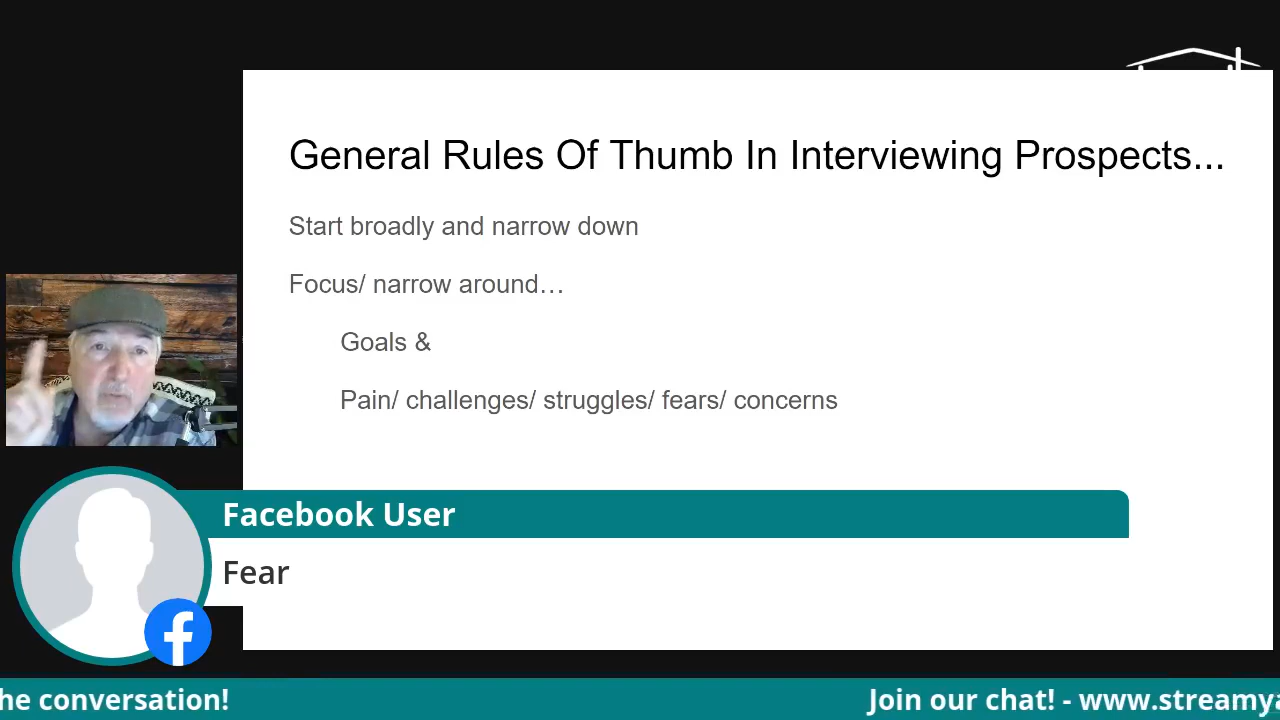 General Rules Of Thumb In Interviewing Prospects...
Start broadly and narrow down
Focus/ narrow around…
Goals &
Pain/ challenges/ struggles/ fears/ concerns
Facebook User
Fear
he conversation! Join our chat! - www.streamya